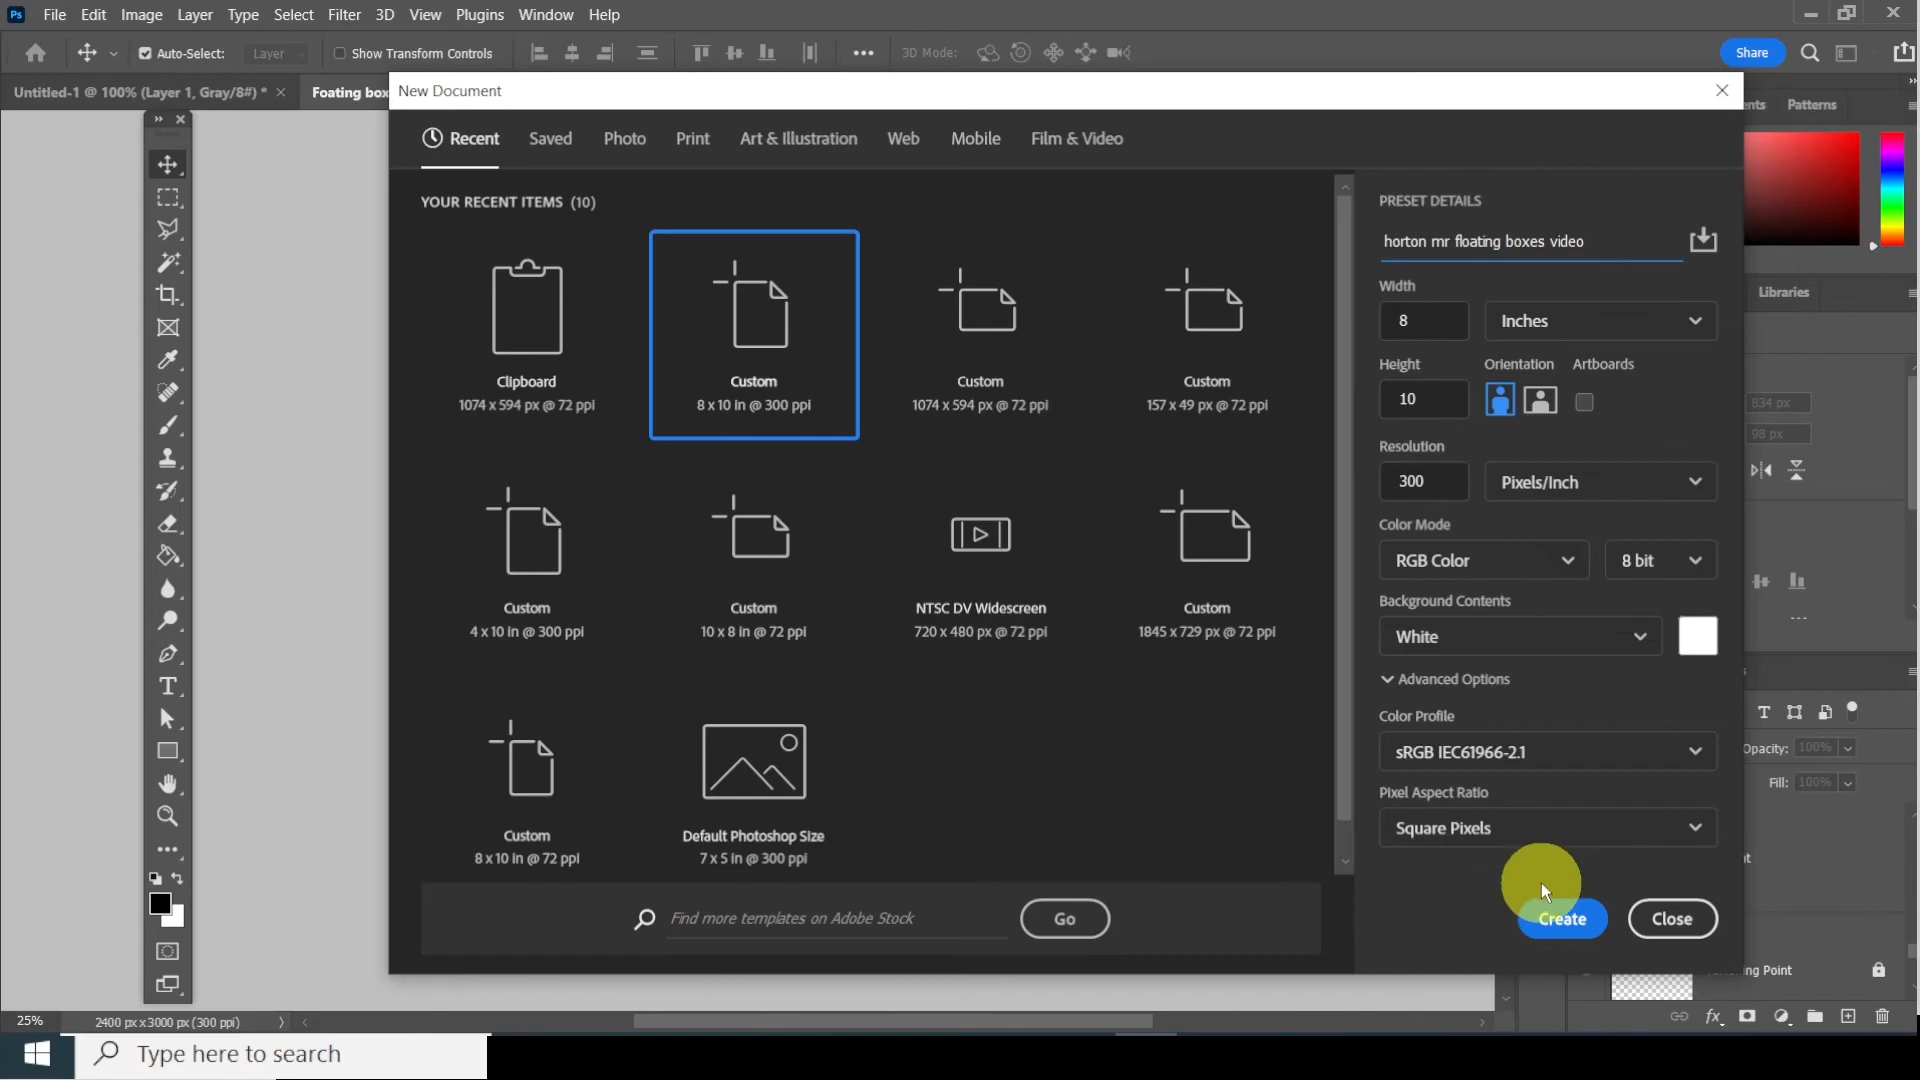 Ps File Edit Image Layer Type Select Filter 3D View Plugins Window Help
Auto-Select: Layer Show Transform Controls 3D Mode: Share
Untitled-1 @ 100% (Layer 1, Gray/8#) * Foating box
New Document
Patterns
Recent Saved Photo Print Art & Illustration Web Mobile Film & Video
YOUR RECENT ITEMS (10)
Clipboard
1074 x 594 px @ 72 ppi
Custom
8 x 10 in @ 300 ppi
Custom
1074 x 594 px @ 72 ppi
Custom
157 x 49 px @ 72 ppi
Custom
4 x 10 in @ 300 ppi
Custom
10 x 8 in @ 72 ppi
NTSC DV Widescreen
720 x 480 px @ 72 ppi
Custom
1845 x 729 px @ 72 ppi
Custom
8 x 10 in @ 72 ppi
Default Photoshop Size
7 x 5 in @ 300 ppi
Find more templates on Adobe Stock Go
PRESET DETAILS
horton mr floating boxes video
Width
8 Inches
Height Orientation Artboards
10
Resolution
300 Pixels/Inch
Color Mode
RGB Color 8 bit
Background Contents
White
Advanced Options
Color Profile
sRGB IEC61966-2.1
Pixel Aspect Ratio
Square Pixels
Create Close
Libraries
834 px
98 px
Opacity: 100%
Fill: 100%
Point
fx
25% 2400 px x 3000 px (300 ppi)
Type here to search